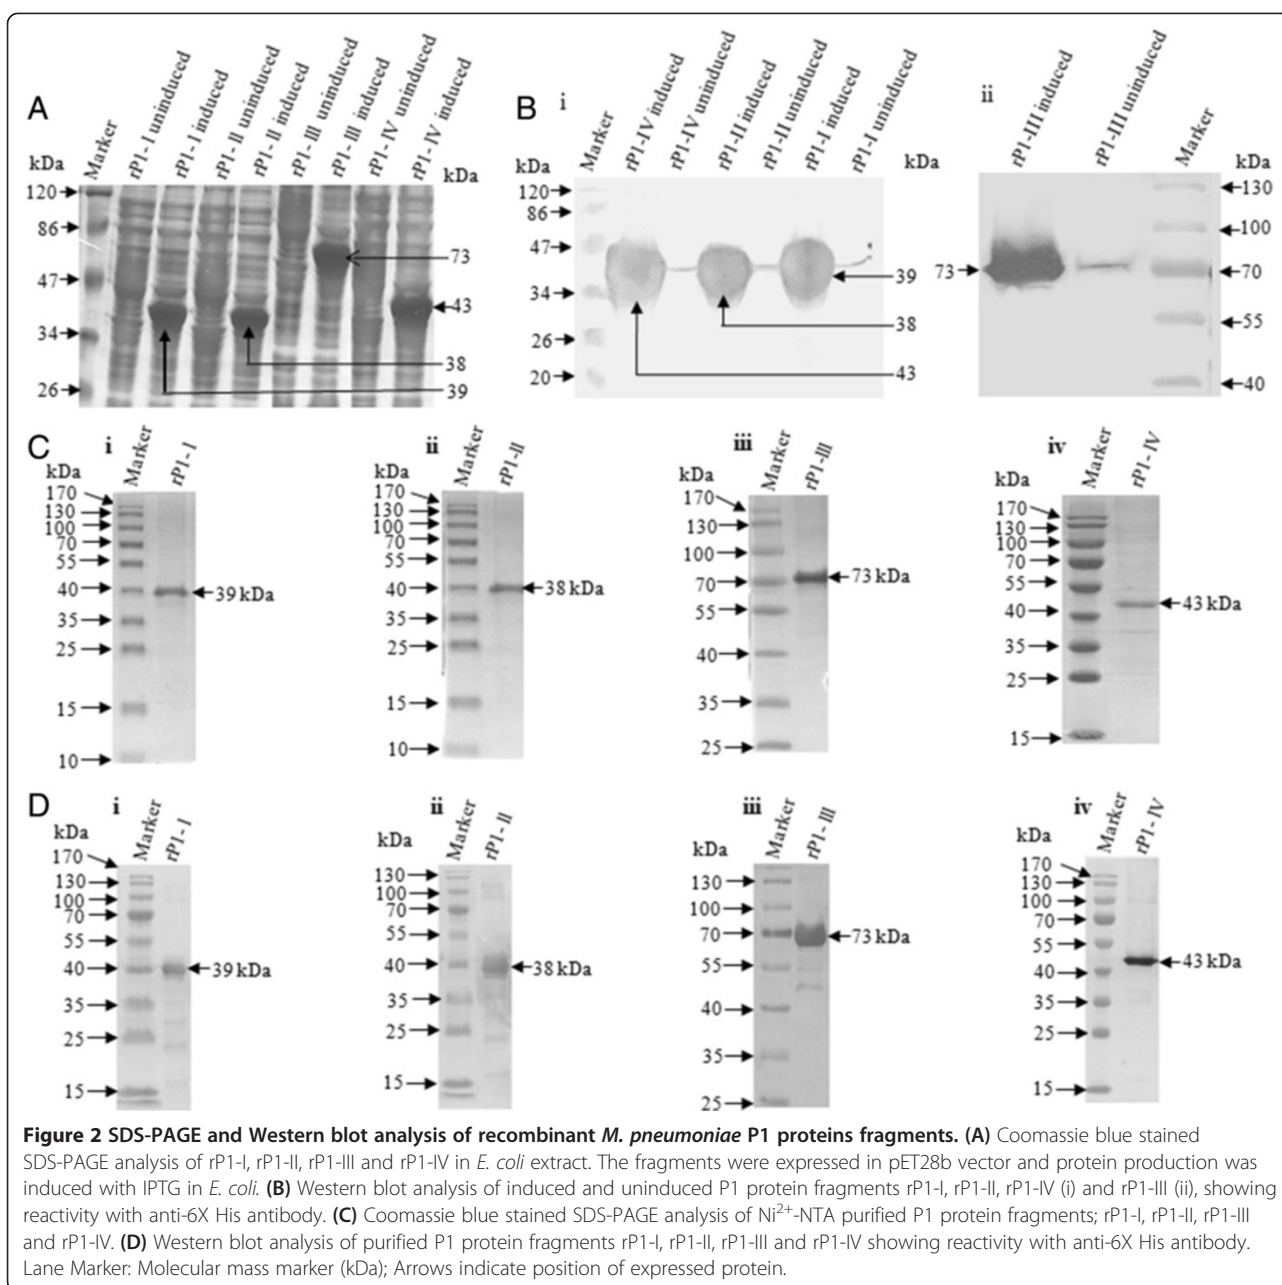 A
kDa
Marker
rP1-I uninduced
rP1-I induced
rP1-II uninduced
rP1-II induced
rP1-III uninduced
rP1-III induced
rP1-IV uninduced
rP1-IV induced
kDa
120
86
47
34
26
73
43
38
39
B
i
kDa
Marker
rP1-IV induced
rP1-IV uninduced
rP1-II induced
rP1-II uninduced
rP1-I induced
rP1-I uninduced
kDa
120
86
47
34
26
20
39
38
43
ii
rP1-III induced
rP1-III uninduced
Marker
kDa
73
130
100
70
55
40
C
i
kDa
Marker
rP1-I
170
130
100
70
55
40
35
25
15
10
39 kDa
ii
kDa
Marker
rP1-II
170
130
100
70
55
40
35
25
15
10
38 kDa
iii
kDa
Marker
rP1-III
170
130
100
70
55
40
35
25
73 kDa
iv
kDa
Marker
rP1-IV
170
130
100
70
55
40
35
25
15
43 kDa
D
i
kDa
Marker
rP1-I
170
130
100
70
55
40
35
25
15
39 kDa
ii
kDa
Marker
rP1-II
130
100
70
55
40
35
25
15
38 kDa
iii
kDa
Marker
rP1-III
130
100
70
55
40
35
25
73 kDa
iv
kDa
Marker
rP1-IV
170
130
100
70
55
40
35
25
15
43 kDa
Figure 2 SDS-PAGE and Western blot analysis of recombinant M. pneumoniae P1 proteins fragments. (A) Coomassie blue stained
SDS-PAGE analysis of rP1-I, rP1-II, rP1-III and rP1-IV in E. coli extract. The fragments were expressed in pET28b vector and protein production was
induced with IPTG in E. coli. (B) Western blot analysis of induced and uninduced P1 protein fragments rP1-I, rP1-II, rP1-IV (i) and rP1-III (ii), showing
reactivity with anti-6X His antibody. (C) Coomassie blue stained SDS-PAGE analysis of Ni²⁺-NTA purified P1 protein fragments; rP1-I, rP1-II, rP1-III
and rP1-IV. (D) Western blot analysis of purified P1 protein fragments rP1-I, rP1-II, rP1-III and rP1-IV showing reactivity with anti-6X His antibody.
Lane Marker: Molecular mass marker (kDa); Arrows indicate position of expressed protein.